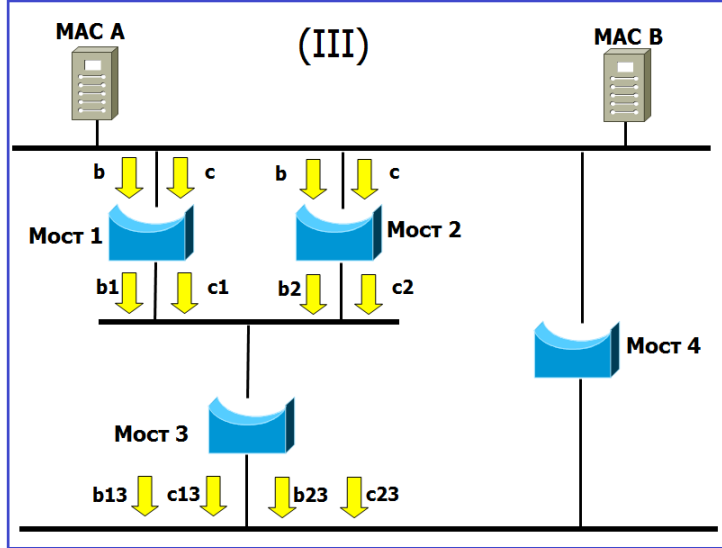 MAC A
(III)
MAC B
b
c
b
c
Мост 1
Мост 2
b1
c1
b2
c2
Мост 4
Мост 3
b13
c13
b23
c23